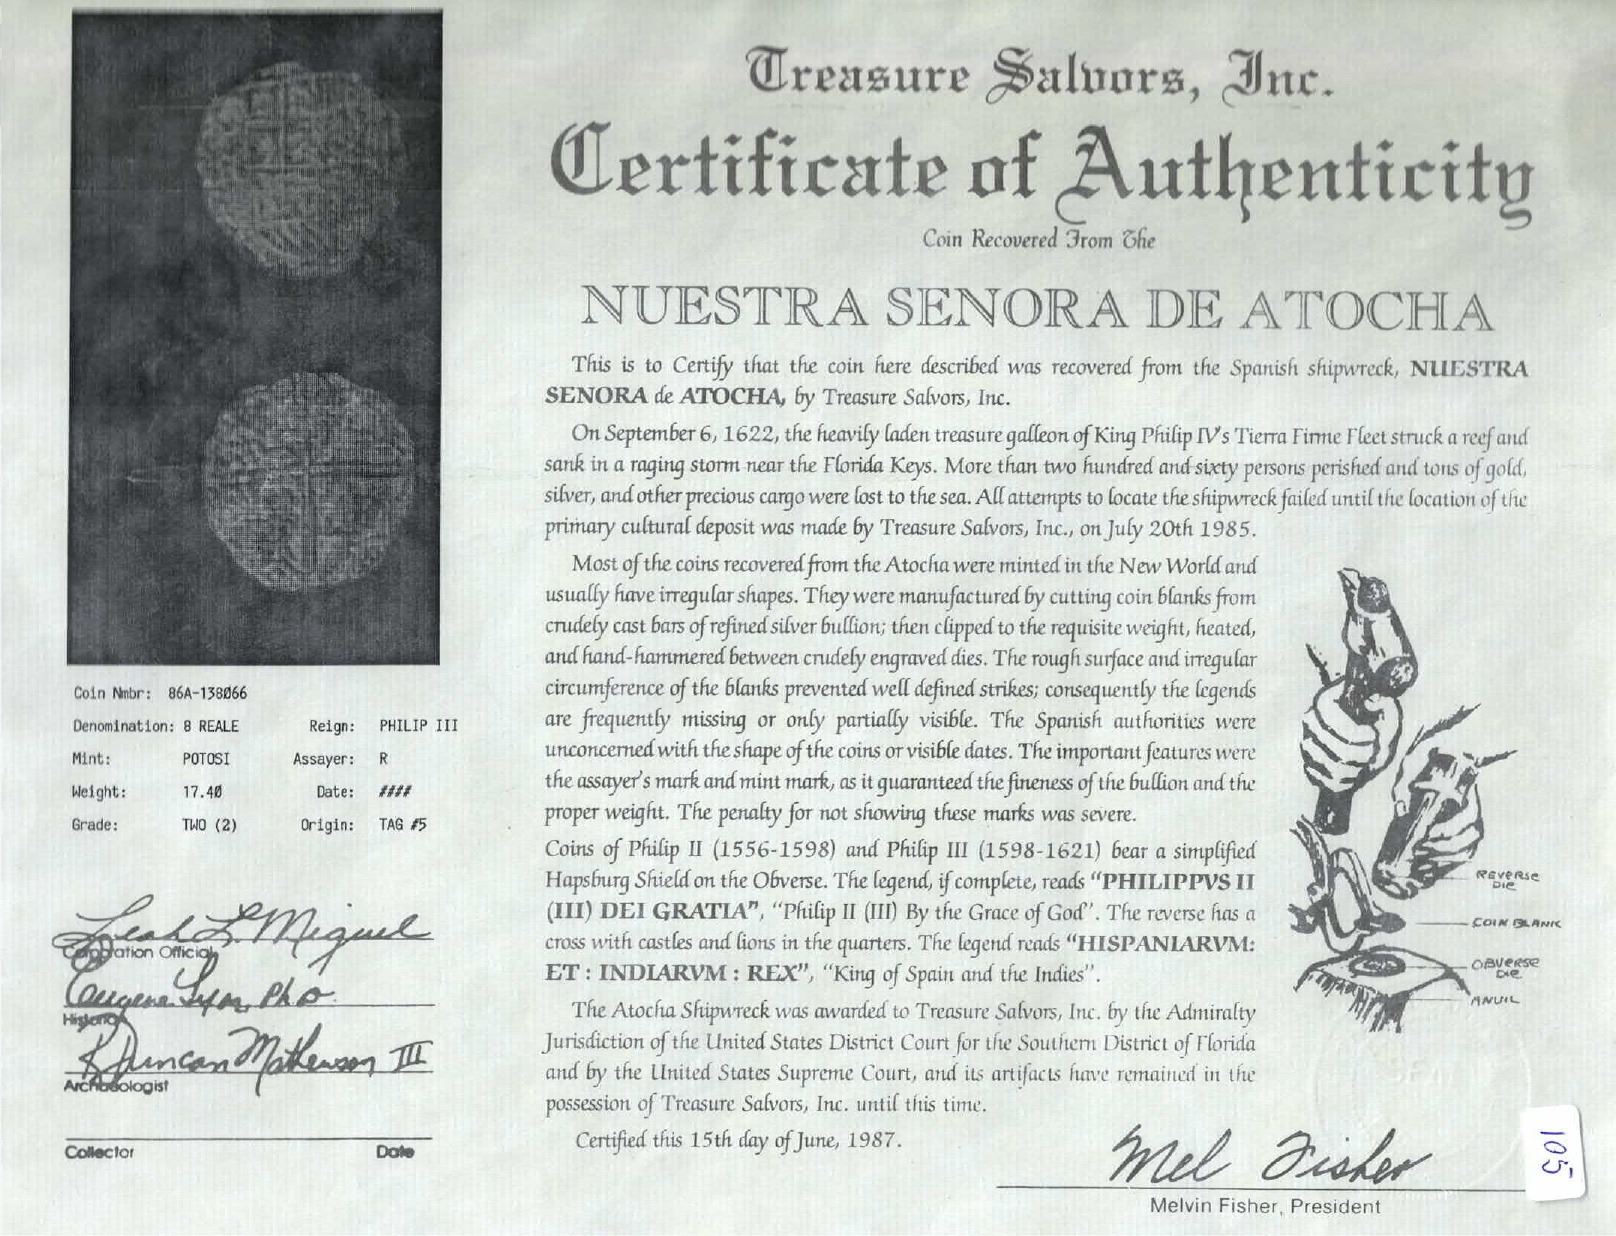 Treasure Salvors, Inc.
Certificate of Authenticity
Coin Recovered From The
NUESTRA SENORA DE ATOCHA
This is to Certify that the coin here described was recovered from the Spanish shipwreck, NUESTRA
SENORA de ATOCHA, by Treasure Salvors, Inc.
On September 6, 1622, the heavily laden treasure galleon of King Philip IV's Tierra Firme Fleet struck a reef and
sank in a raging storm near the Florida Keys. More than two hundred and sixty persons perished and tons of gold,
silver, and other precious cargo were lost to the sea. All attempts to locate the shipwreck failed until the location of the
primary cultural deposit was made by Treasure Salvors, Inc., on July 20th 1985.
Most of the coins recovered from the Atocha were minted in the New World and
usually have irregular shapes. They were manufactured by cutting coin blanks from
crudely cast bars of refined silver bullion; then clipped to the requisite weight, heated,
and hand-hammered between crudely engraved dies. The rough surface and irregular
circumference of the blanks prevented well defined strikes; consequently the legends
are frequently missing or only partially visible. The Spanish authorities were
unconcerned with the shape of the coins or visible dates. The important features were
the assayer's mark and mint mark, as it guaranteed the fineness of the bullion and the
proper weight. The penalty for not showing these marks was severe.
Coins of Philip II (1556-1598) and Philip III (1598-1621) bear a simplified
Hapsburg Shield on the Obverse. The legend, if complete, reads "PHILIPPVS II
(III) DEI GRATIA", "Philip II (III) By the Grace of God". The reverse has a
cross with castles and lions in the quarters. The legend reads "HISPANIARVM:
ET : INDIARVM : REX", "King of Spain and the Indies".
The Atocha Shipwreck was awarded to Treasure Salvors, Inc. by the Admiralty
Jurisdiction of the United States District Court for the Southern District of Florida
and by the United States Supreme Court, and its artifacts have remained in the
possession of Treasure Salvors, Inc. until this time.
Certified this 15th day of June, 1987.
Mel Fisher
Melvin Fisher, President
REVERSE
DIE
COIN BLANK
OBVERSE
DIE
ANVIL
105
Coin Nmbr: 86A-138066
Denomination: 8 REALE Reign: PHILIP III
Mint: POTOSI Assayer: R
Weight: 17.40 Date: ####
Grade: TWO (2) Origin: TAG #5
Leah L. Miguel
Corporation Official
Eugene Lyon, PhD
Historian
R Duncan Mathewson III
Archaeologist
Collector Date